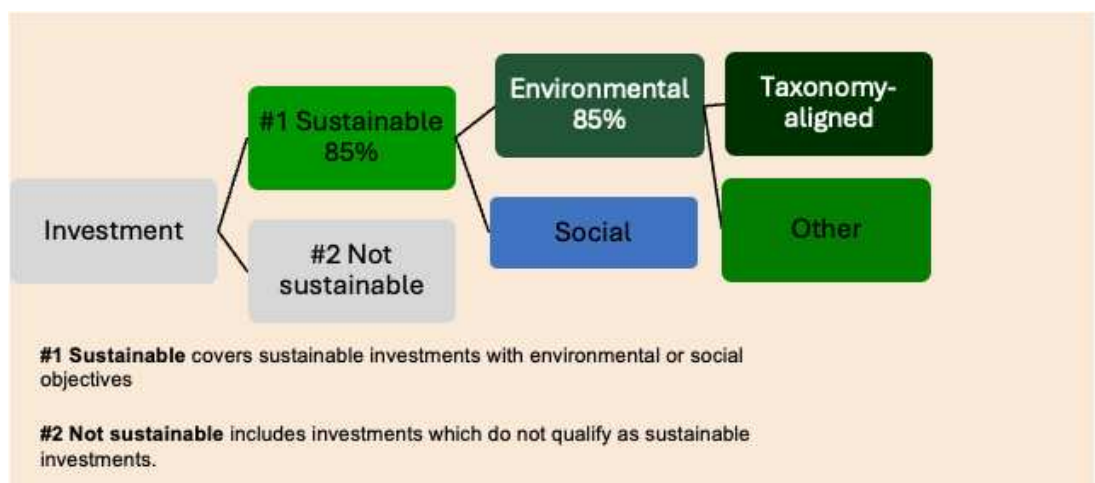 Investment
#1 Sustainable
85%
#2 Not
sustainable
Environmental
85%
Social
Taxonomy-
aligned
Other
#1 Sustainable covers sustainable investments with environmental or social
objectives
#2 Not sustainable includes investments which do not qualify as sustainable
investments.